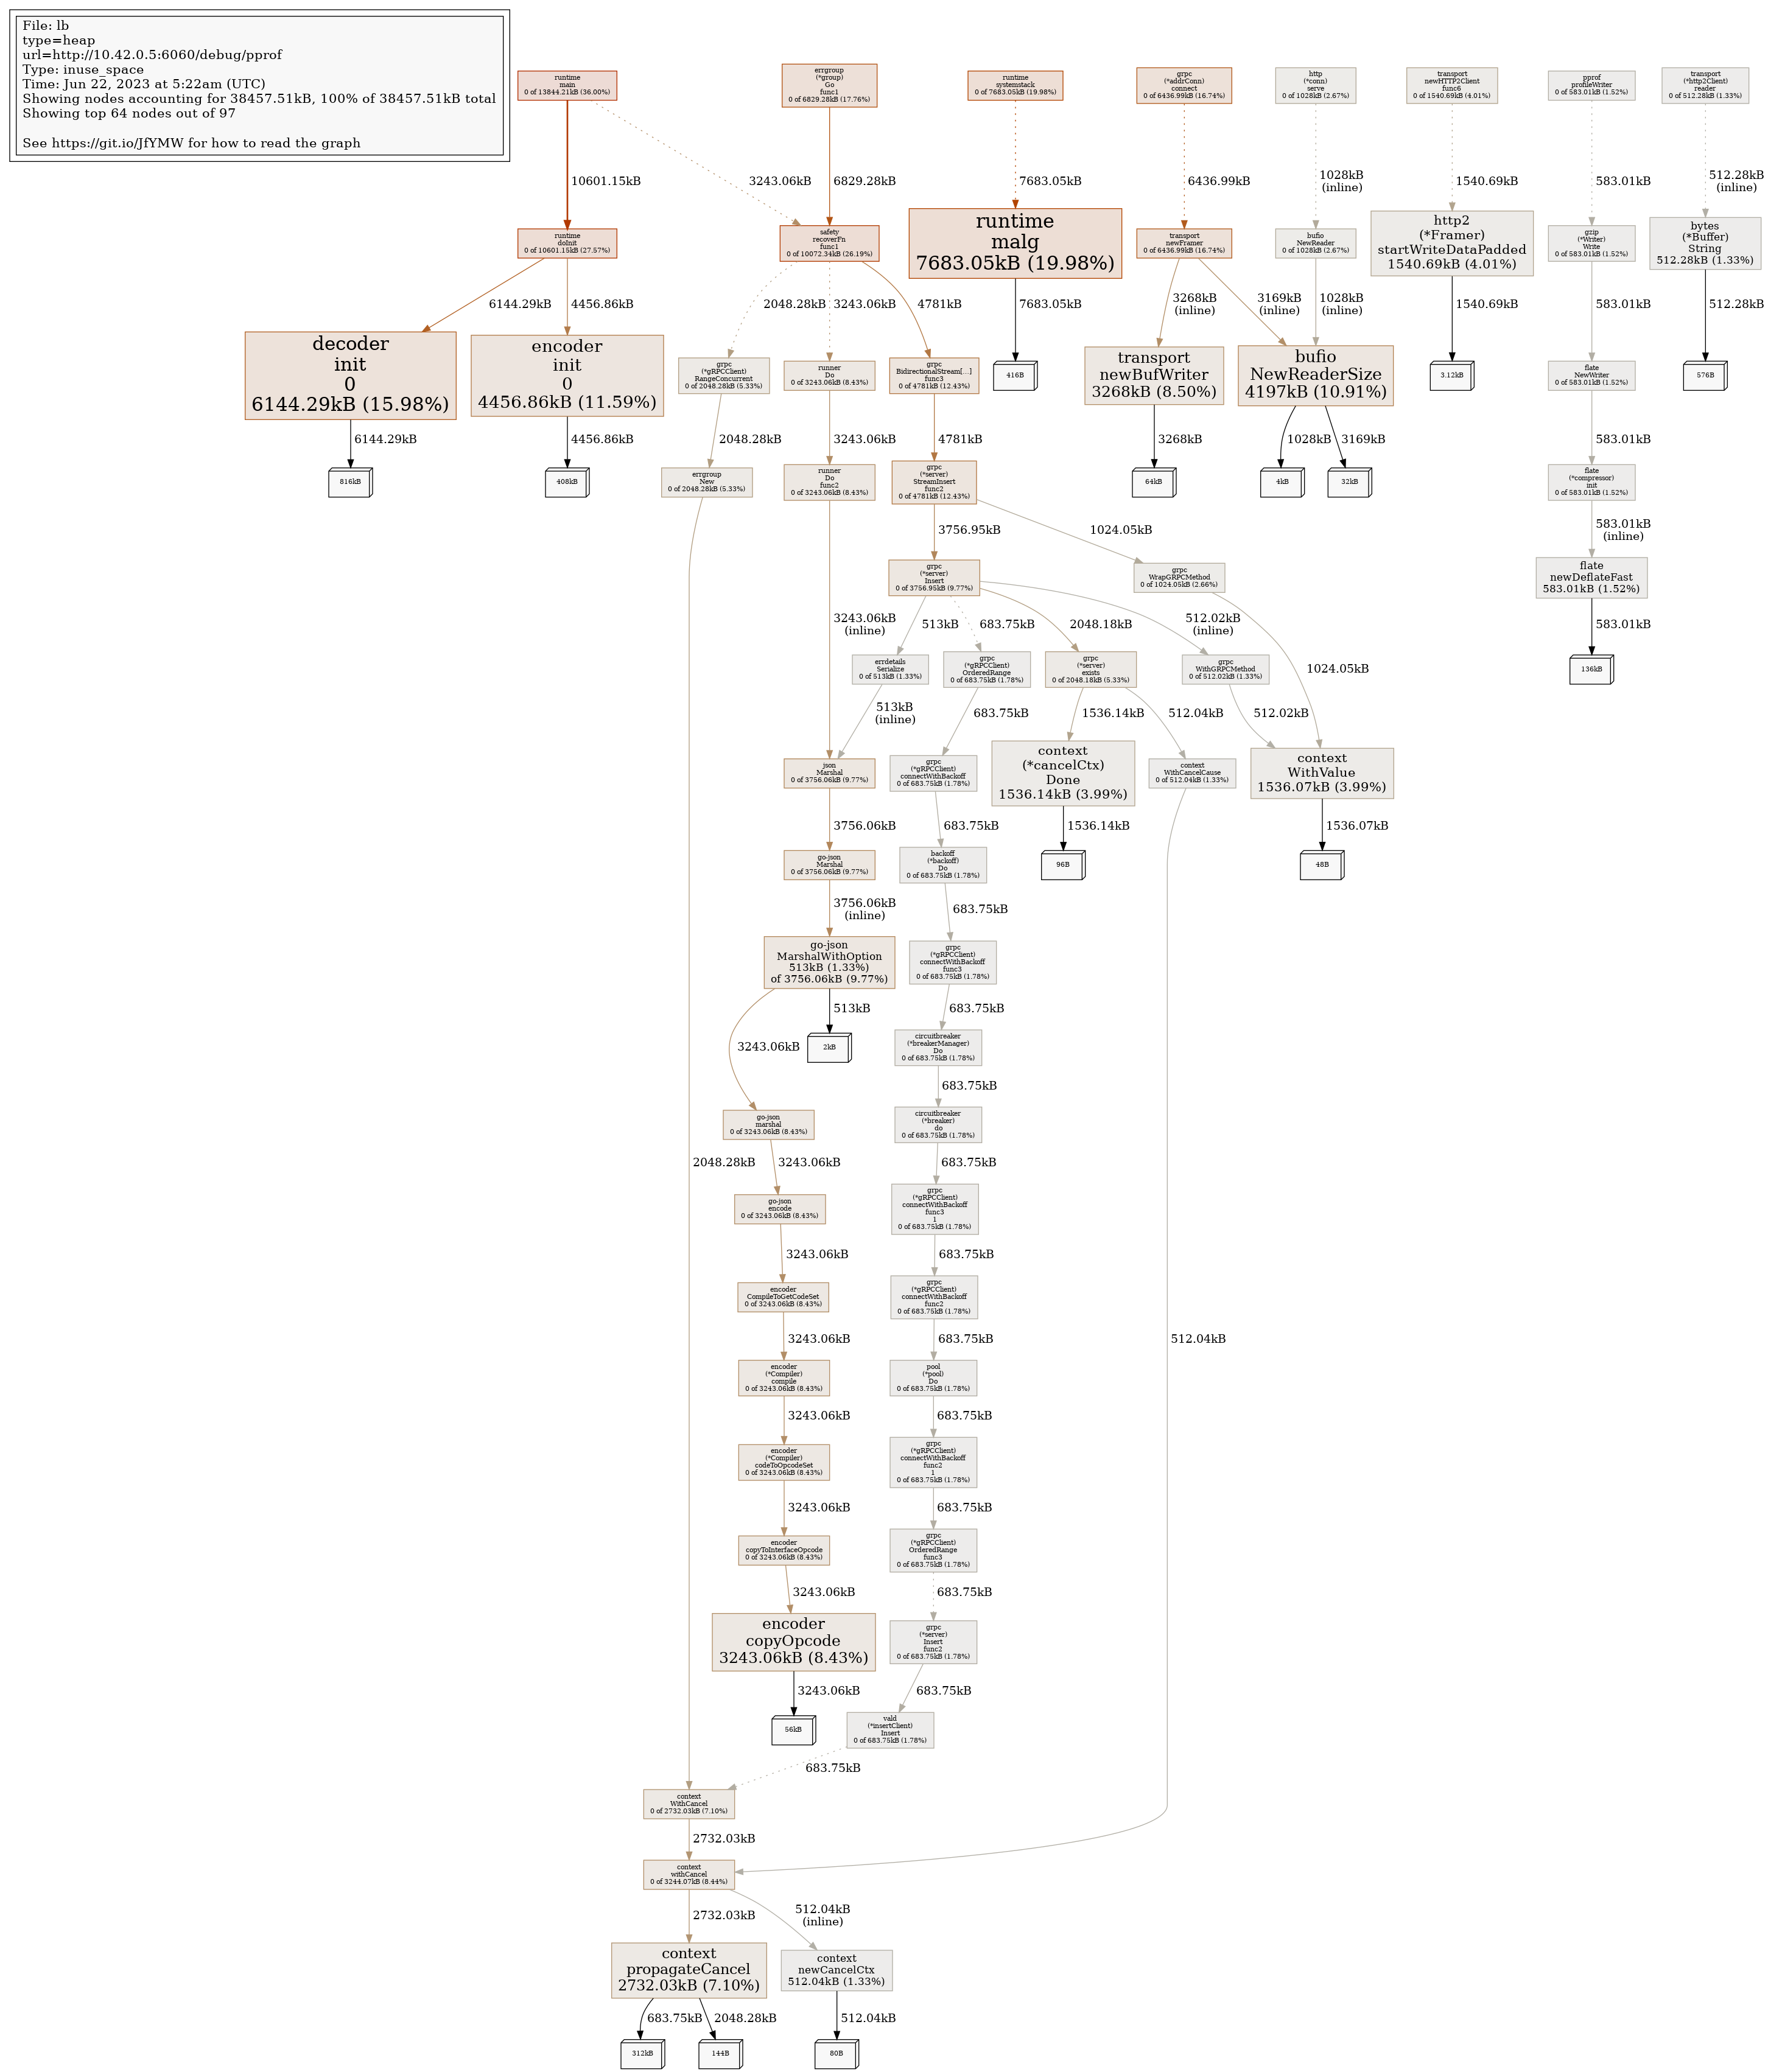 File: lb
type=heap
url=http://10.42.0.5:6060/debug/pprof
Type: inuse_space
Time: Jun 22, 2023 at 5:22am (UTC)
Showing nodes accounting for 38457.51kB, 100% of 38457.51kB total
Showing top 64 nodes out of 97
See https://git.io/JfYMW for how to read the graph
runtime
main
0 of 13844.21kB (36.00%)
errgroup
(*group)
Go
func1
0 of 6829.28kB (17.76%)
runtime
systemstack
0 of 7683.05kB (19.98%)
grpc
(*addrConn)
connect
0 of 6436.99kB (16.74%)
http
(*conn)
serve
0 of 1028kB (2.67%)
transport
newHTTP2Client
func6
0 of 1540.69kB (4.01%)
pprof
profileWriter
0 of 583.01kB (1.52%)
transport
(*http2Client)
reader
0 of 512.28kB (1.33%)
10601.15kB
3243.06kB
6829.28kB
7683.05kB
6436.99kB
1028kB
(inline)
1540.69kB
583.01kB
512.28kB
(inline)
runtime
doInit
0 of 10601.15kB (27.57%)
safety
recoverFn
func1
0 of 10072.34kB (26.19%)
runtime
malg
7683.05kB (19.98%)
transport
newFramer
0 of 6436.99kB (16.74%)
bufio
NewReader
0 of 1028kB (2.67%)
http2
(*Framer)
startWriteDataPadded
1540.69kB (4.01%)
gzip
(*Writer)
Write
0 of 583.01kB (1.52%)
bytes
(*Buffer)
String
512.28kB (1.33%)
6144.29kB
4456.86kB
2048.28kB
3243.06kB
4781kB
7683.05kB
3268kB
(inline)
3169kB
(inline)
1028kB
(inline)
1540.69kB
583.01kB
512.28kB
decoder
init
0
6144.29kB (15.98%)
encoder
init
0
4456.86kB (11.59%)
grpc
(*gRPCClient)
RangeConcurrent
0 of 2048.28kB (5.33%)
runner
Do
0 of 3243.06kB (8.43%)
grpc
BidirectionalStream[...]
func3
0 of 4781kB (12.43%)
416B
transport
newBufWriter
3268kB (8.50%)
bufio
NewReaderSize
4197kB (10.91%)
3.12kB
flate
NewWriter
0 of 583.01kB (1.52%)
576B
6144.29kB
4456.86kB
2048.28kB
3243.06kB
4781kB
3268kB
1028kB
3169kB
583.01kB
816kB
408kB
errgroup
New
0 of 2048.28kB (5.33%)
runner
Do
func2
0 of 3243.06kB (8.43%)
grpc
(*server)
StreamInsert
func2
0 of 4781kB (12.43%)
64kB
4kB
32kB
flate
(*compressor)
init
0 of 583.01kB (1.52%)
3756.95kB
1024.05kB
583.01kB
(inline)
grpc
(*server)
Insert
0 of 3756.95kB (9.77%)
grpc
WrapGRPCMethod
0 of 1024.05kB (2.66%)
flate
newDeflateFast
583.01kB (1.52%)
3243.06kB
(inline)
513kB
683.75kB
2048.18kB
512.02kB
(inline)
583.01kB
errdetails
Serialize
0 of 513kB (1.33%)
grpc
(*gRPCClient)
OrderedRange
0 of 683.75kB (1.78%)
grpc
(*server)
exists
0 of 2048.18kB (5.33%)
grpc
WithGRPCMethod
0 of 512.02kB (1.33%)
1024.05kB
136kB
513kB
(inline)
683.75kB
1536.14kB
512.04kB
512.02kB
json
Marshal
0 of 3756.06kB (9.77%)
grpc
(*gRPCClient)
connectWithBackoff
0 of 683.75kB (1.78%)
context
(*cancelCtx)
Done
1536.14kB (3.99%)
context
WithCancelCause
0 of 512.04kB (1.33%)
context
WithValue
1536.07kB (3.99%)
3756.06kB
683.75kB
1536.14kB
1536.07kB
go-json
Marshal
0 of 3756.06kB (9.77%)
backoff
(*backoff)
Do
0 of 683.75kB (1.78%)
96B
48B
3756.06kB
(inline)
683.75kB
go-json
MarshalWithOption
513kB (1.33%)
of 3756.06kB (9.77%)
grpc
(*gRPCClient)
connectWithBackoff
func3
0 of 683.75kB (1.78%)
3243.06kB
513kB
683.75kB
2kB
circuitbreaker
(*breakerManager)
Do
0 of 683.75kB (1.78%)
683.75kB
go-json
marshal
0 of 3243.06kB (8.43%)
circuitbreaker
(*breaker)
do
0 of 683.75kB (1.78%)
2048.28kB
3243.06kB
683.75kB
go-json
encode
0 of 3243.06kB (8.43%)
grpc
(*gRPCClient)
connectWithBackoff
func3
1
0 of 683.75kB (1.78%)
3243.06kB
683.75kB
encoder
CompileToGetCodeSet
0 of 3243.06kB (8.43%)
grpc
(*gRPCClient)
connectWithBackoff
func2
0 of 683.75kB (1.78%)
3243.06kB
683.75kB
512.04kB
encoder
(*Compiler)
compile
0 of 3243.06kB (8.43%)
pool
(*pool)
Do
0 of 683.75kB (1.78%)
3243.06kB
683.75kB
encoder
(*Compiler)
codeToOpcodeSet
0 of 3243.06kB (8.43%)
grpc
(*gRPCClient)
connectWithBackoff
func2
1
0 of 683.75kB (1.78%)
3243.06kB
683.75kB
encoder
copyToInterfaceOpcode
0 of 3243.06kB (8.43%)
grpc
(*gRPCClient)
OrderedRange
func3
0 of 683.75kB (1.78%)
3243.06kB
683.75kB
encoder
copyOpcode
3243.06kB (8.43%)
grpc
(*server)
Insert
func2
0 of 683.75kB (1.78%)
3243.06kB
683.75kB
56kB
vald
(*insertClient)
Insert
0 of 683.75kB (1.78%)
683.75kB
context
WithCancel
0 of 2732.03kB (7.10%)
2732.03kB
context
withCancel
0 of 3244.07kB (8.44%)
2732.03kB
512.04kB
(inline)
context
propagateCancel
2732.03kB (7.10%)
context
newCancelCtx
512.04kB (1.33%)
683.75kB
2048.28kB
512.04kB
312kB
144B
80B